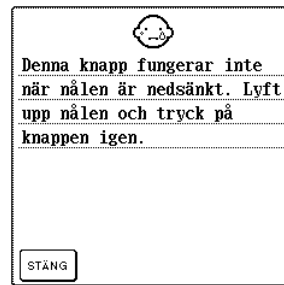 Denna knapp fungerar inte
när nålen är nedsänkt. Lyft
upp nålen och tryck på
knappen igen.
STÄNG